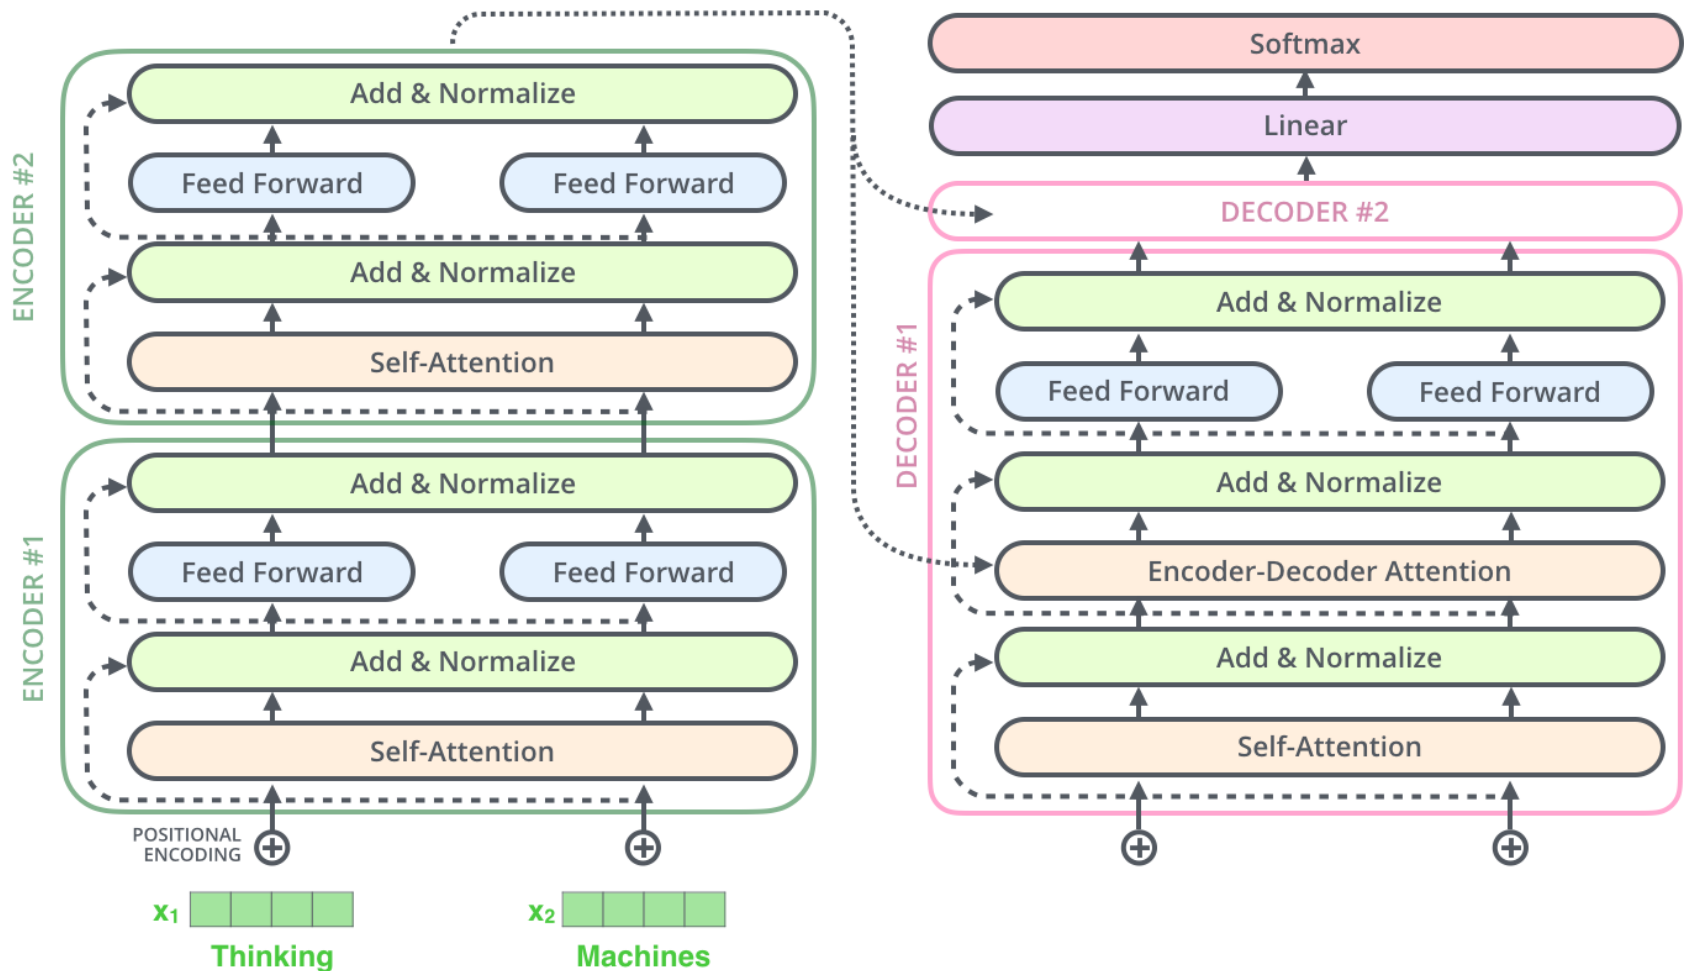 ENCODER #2
Add & Normalize
Feed Forward
Feed Forward
Add & Normalize
Self-Attention
ENCODER #1
Add & Normalize
Feed Forward
Feed Forward
Add & Normalize
Self-Attention
POSITIONAL
ENCODING
x1
x2
Thinking
Machines
Softmax
Linear
DECODER #2
DECODER #1
Add & Normalize
Feed Forward
Feed Forward
Add & Normalize
Encoder-Decoder Attention
Add & Normalize
Self-Attention